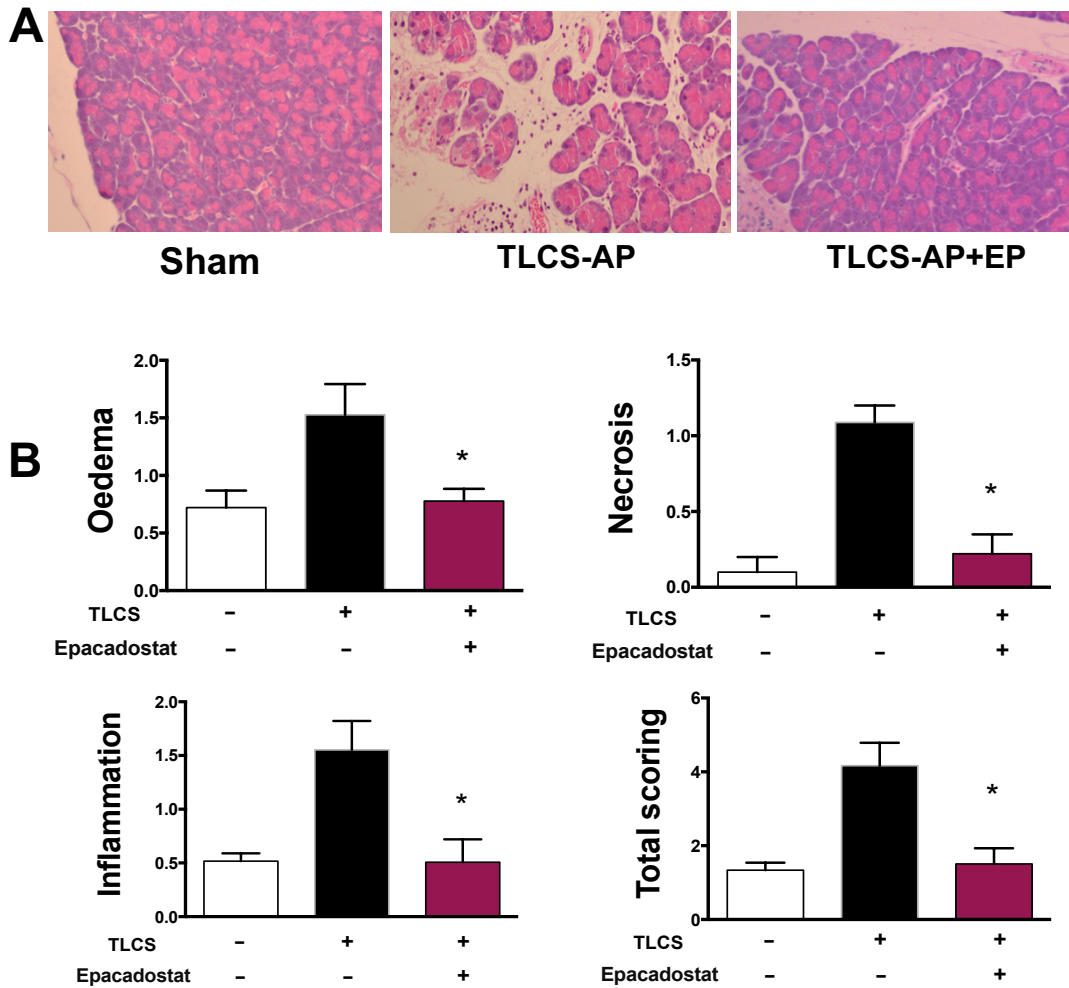 A
Sham TLCS-AP TLCS-AP+EP
B
Oedema
2.0
1.5
1.0
0.5
0.0
*
TLCS – + +
Epacadostat – – +
Necrosis
1.5
1.0
0.5
0.0
*
TLCS – + +
Epacadostat – – +
Inflammation
2.0
1.5
1.0
0.5
0.0
*
TLCS – + +
Epacadostat – – +
Total scoring
6
4
2
0
*
TLCS – + +
Epacadostat – – +